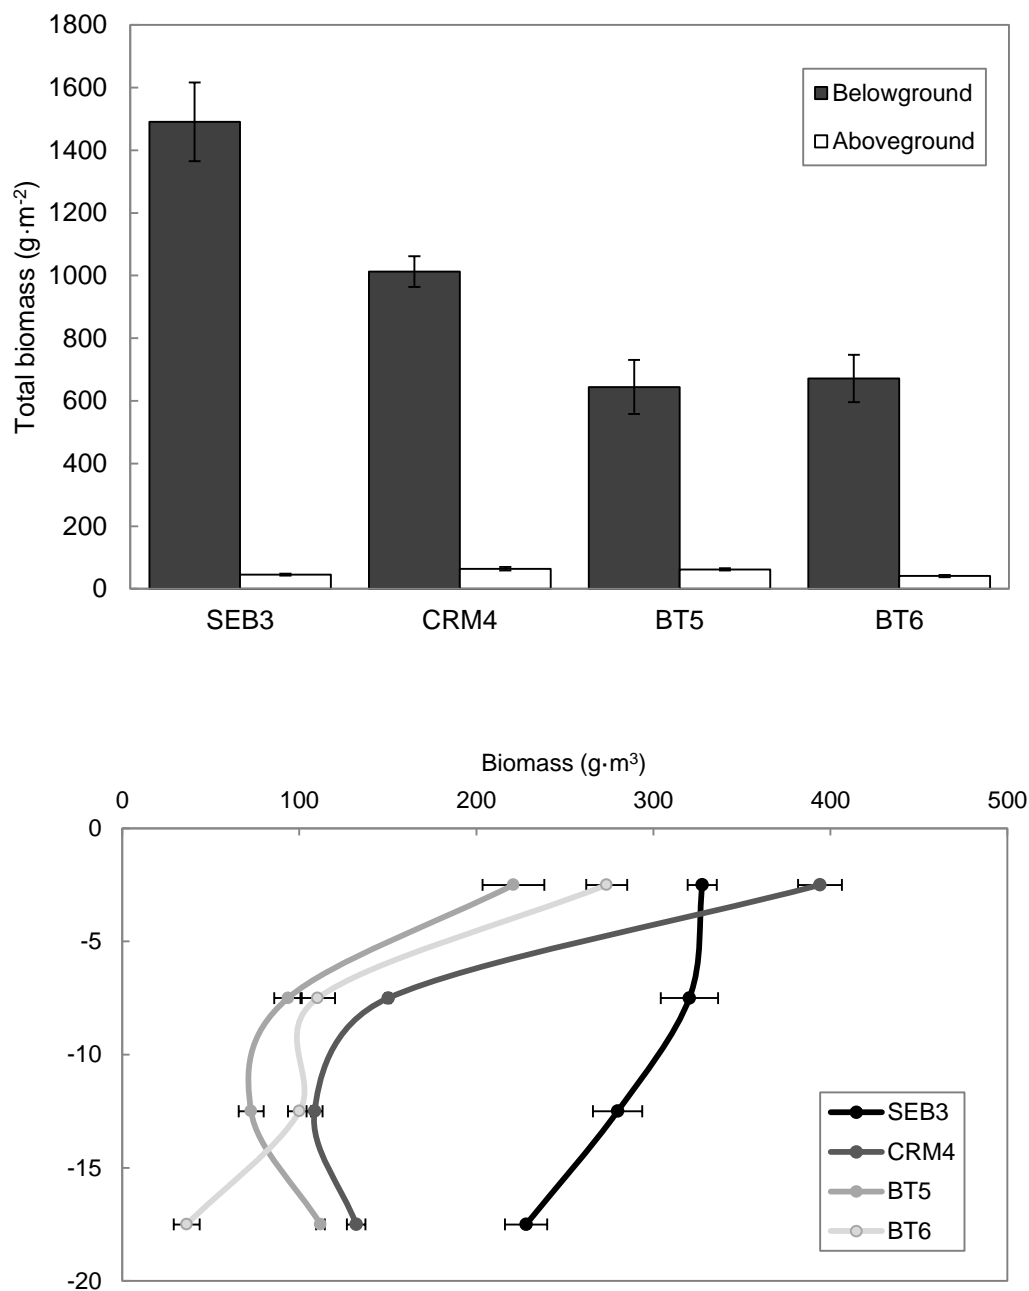 1800
1600
1400
1200
1000
800
600
400
200
0
Total biomass (g·m⁻²)
Belowground
Aboveground
SEB3 CRM4 BT5 BT6
Biomass (g·m³)
0 100 200 300 400 500
0
-5
-10
-15
-20
SEB3
CRM4
BT5
BT6